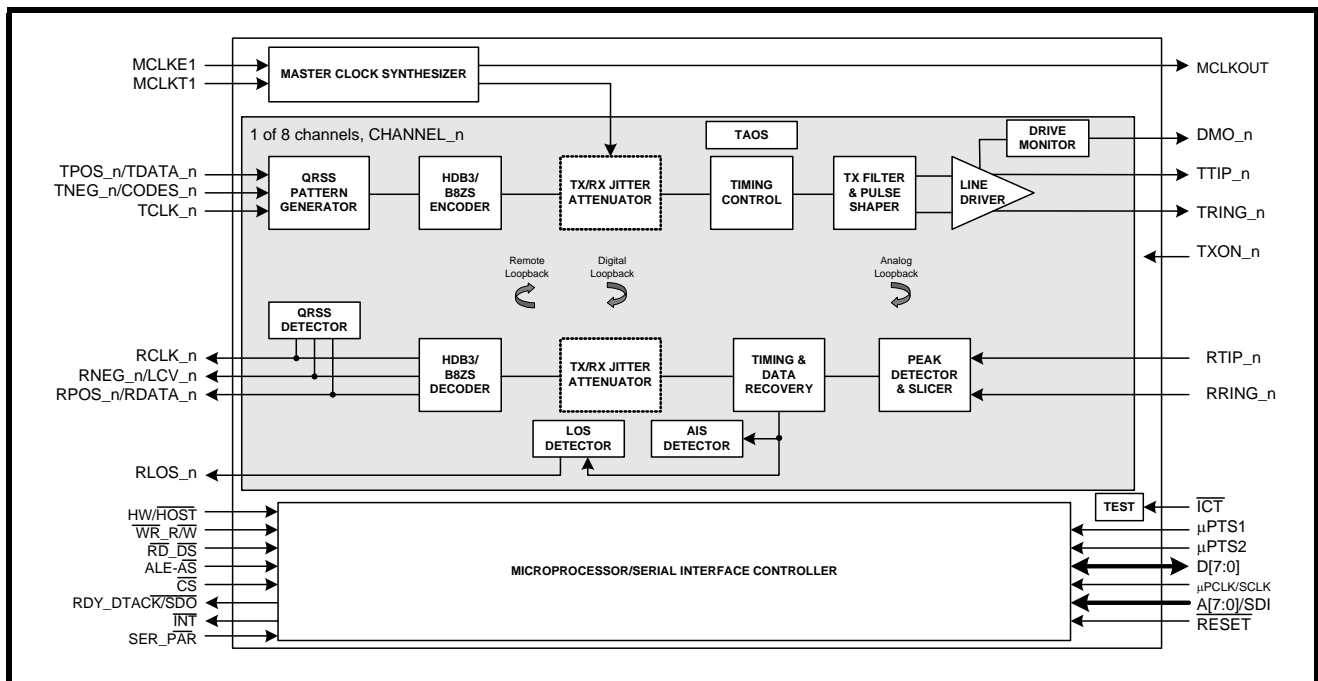 MCLKE1
MCLKT1
MASTER CLOCK SYNTHESIZER
MCLKOUT
1 of 8 channels, CHANNEL_n
TAOS
DRIVE
MONITOR
DMO_n
TPOS_n/TDATA_n
TNEG_n/CODES_n
TCLK_n
QRSS
PATTERN
GENERATOR
HDB3/
B8ZS
ENCODER
TX/RX JITTER
ATTENUATOR
TIMING
CONTROL
TX FILTER
& PULSE
SHAPER
LINE
DRIVER
TTIP_n
TRING_n
TXON_n
Remote
Loopback
Digital
Loopback
Analog
Loopback
QRSS
DETECTOR
RCLK_n
RNEG_n/LCV_n
RPOS_n/RDATA_n
HDB3/
B8ZS
DECODER
TX/RX JITTER
ATTENUATOR
TIMING &
DATA
RECOVERY
PEAK
DETECTOR
& SLICER
RTIP_n
RRING_n
LOS
DETECTOR
AIS
DETECTOR
RLOS_n
HW/HOST
WR_R/W
RD_DS
ALE-AS
CS
RDY_DTACK/SDO
INT
SER_PAR
MICROPROCESSOR/SERIAL INTERFACE CONTROLLER
TEST
ICT
µPTS1
µPTS2
D[7:0]
µPCLK/SCLK
A[7:0]/SDI
RESET